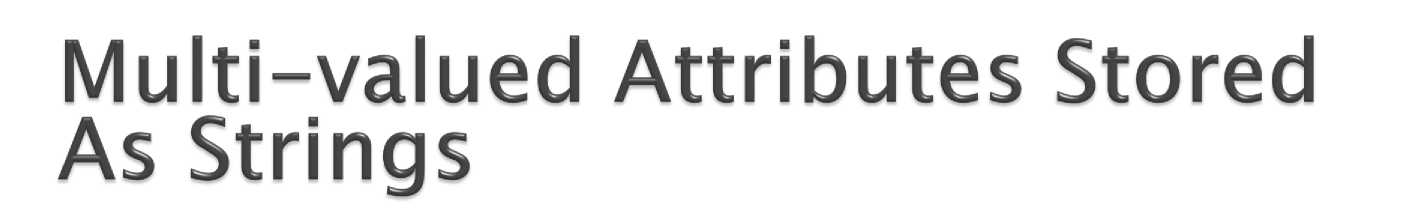 Multi-valued Attributes Stored
As Strings